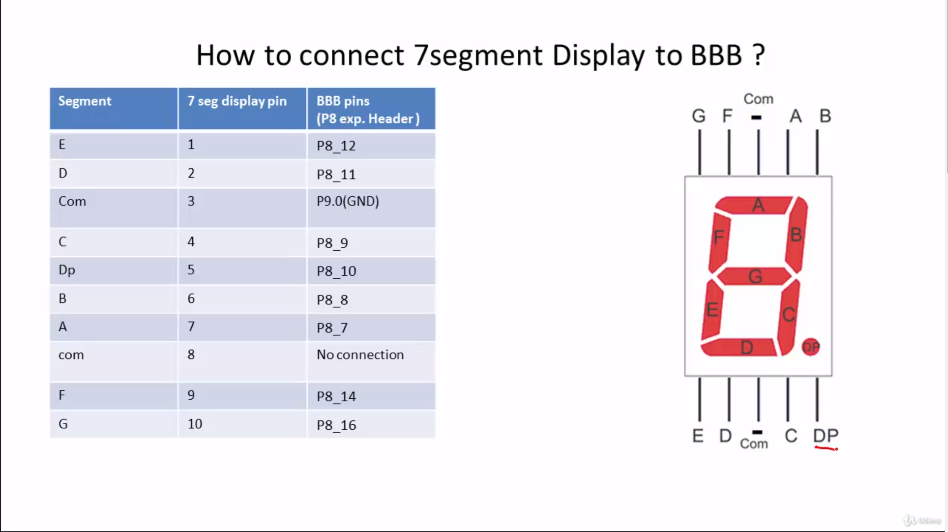 How to connect 7segment Display to BBB ?
Segment 7 seg display pin BBB pins
(P8 exp. Header )
E 1 P8_12
D 2 P8_11
Com 3 P9.0(GND)
C 4 P8_9
Dp 5 P8_10
B 6 P8_8
A 7 P8_7
com 8 No connection
F 9 P8_14
G 10 P8_16
Com
G F - A B
A
F B
G
E C
D DP
E D - C DP
Com
Udemy